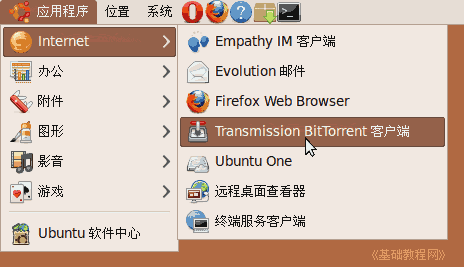 应用程序 位置 系统
Internet
办公
附件
图形
影音
游戏
Ubuntu 软件中心
Empathy IM 客户端
Evolution 邮件
Firefox Web Browser
Transmission BitTorrent 客户端
Ubuntu One
远程桌面查看器
终端服务客户端
《基础教程网》